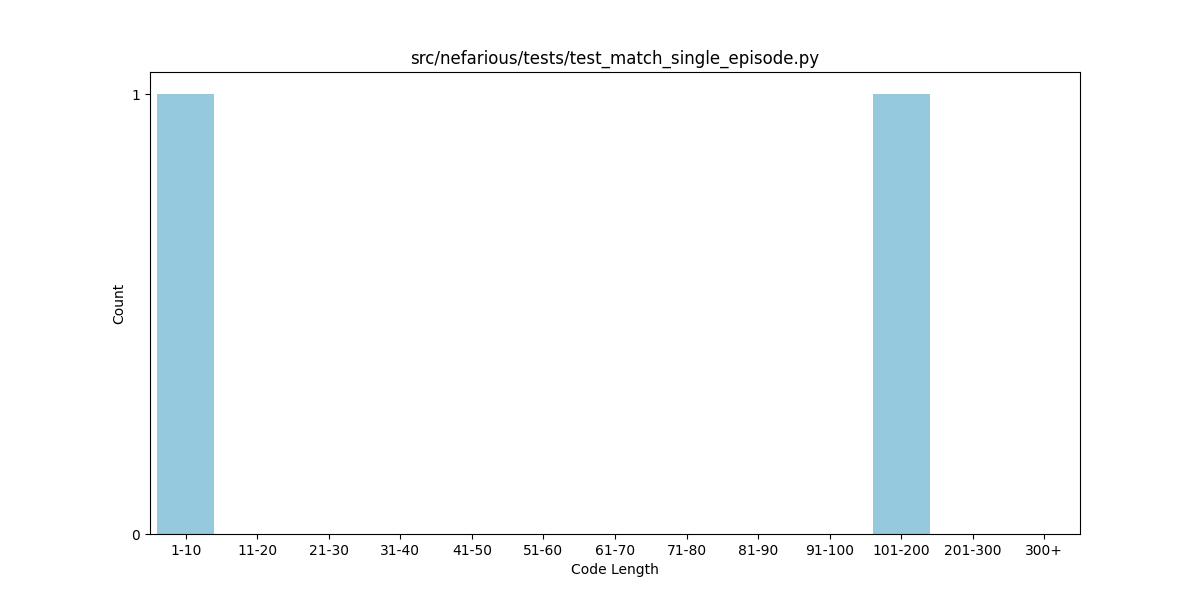 src/nefarious/tests/test_match_single_episode.py
1
Count
0
1-10 11-20 21-30 31-40 41-50 51-60 61-70 71-80 81-90 91-100 101-200 201-300 300+
Code Length